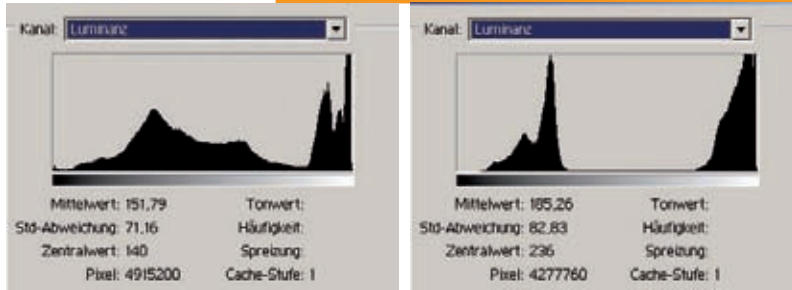 Kanal: Luminanz
Mittelwert: 151,79 Tonwert:
Std-Abweichung: 71,16 Häufigkeit:
Zentralwert: 140 Spreizung:
Pixel: 4915200 Cache-Stufe: 1
Kanal: Luminanz
Mittelwert: 185,26 Tonwert:
Std-Abweichung: 82,83 Häufigkeit:
Zentralwert: 236 Spreizung:
Pixel: 4277760 Cache-Stufe: 1